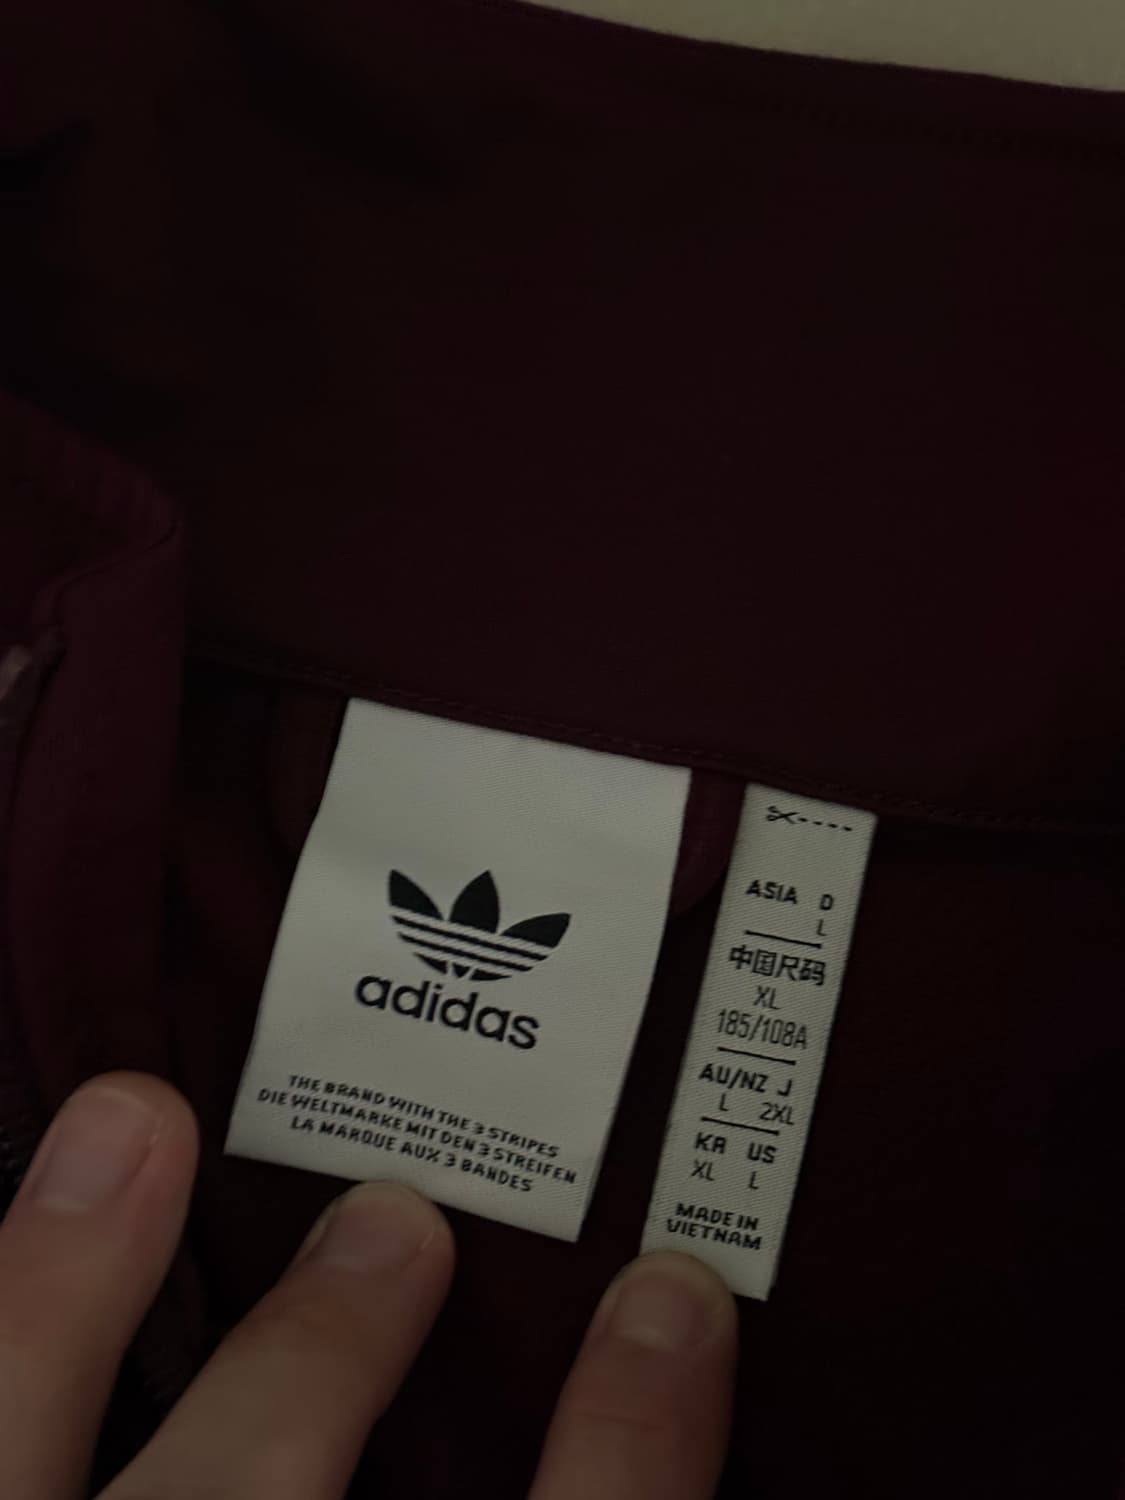 adidas
THE BRAND WITH THE 3 STRIPES
DIE WELTMARKE MIT DEN 3 STREIFEN
LA MARQUE AUX 3 BANDES
ASIA D
L
中国尺码
XL
185/108A
AU/NZ J
L 2XL
KR US
XL L
MADE IN
VIETNAM